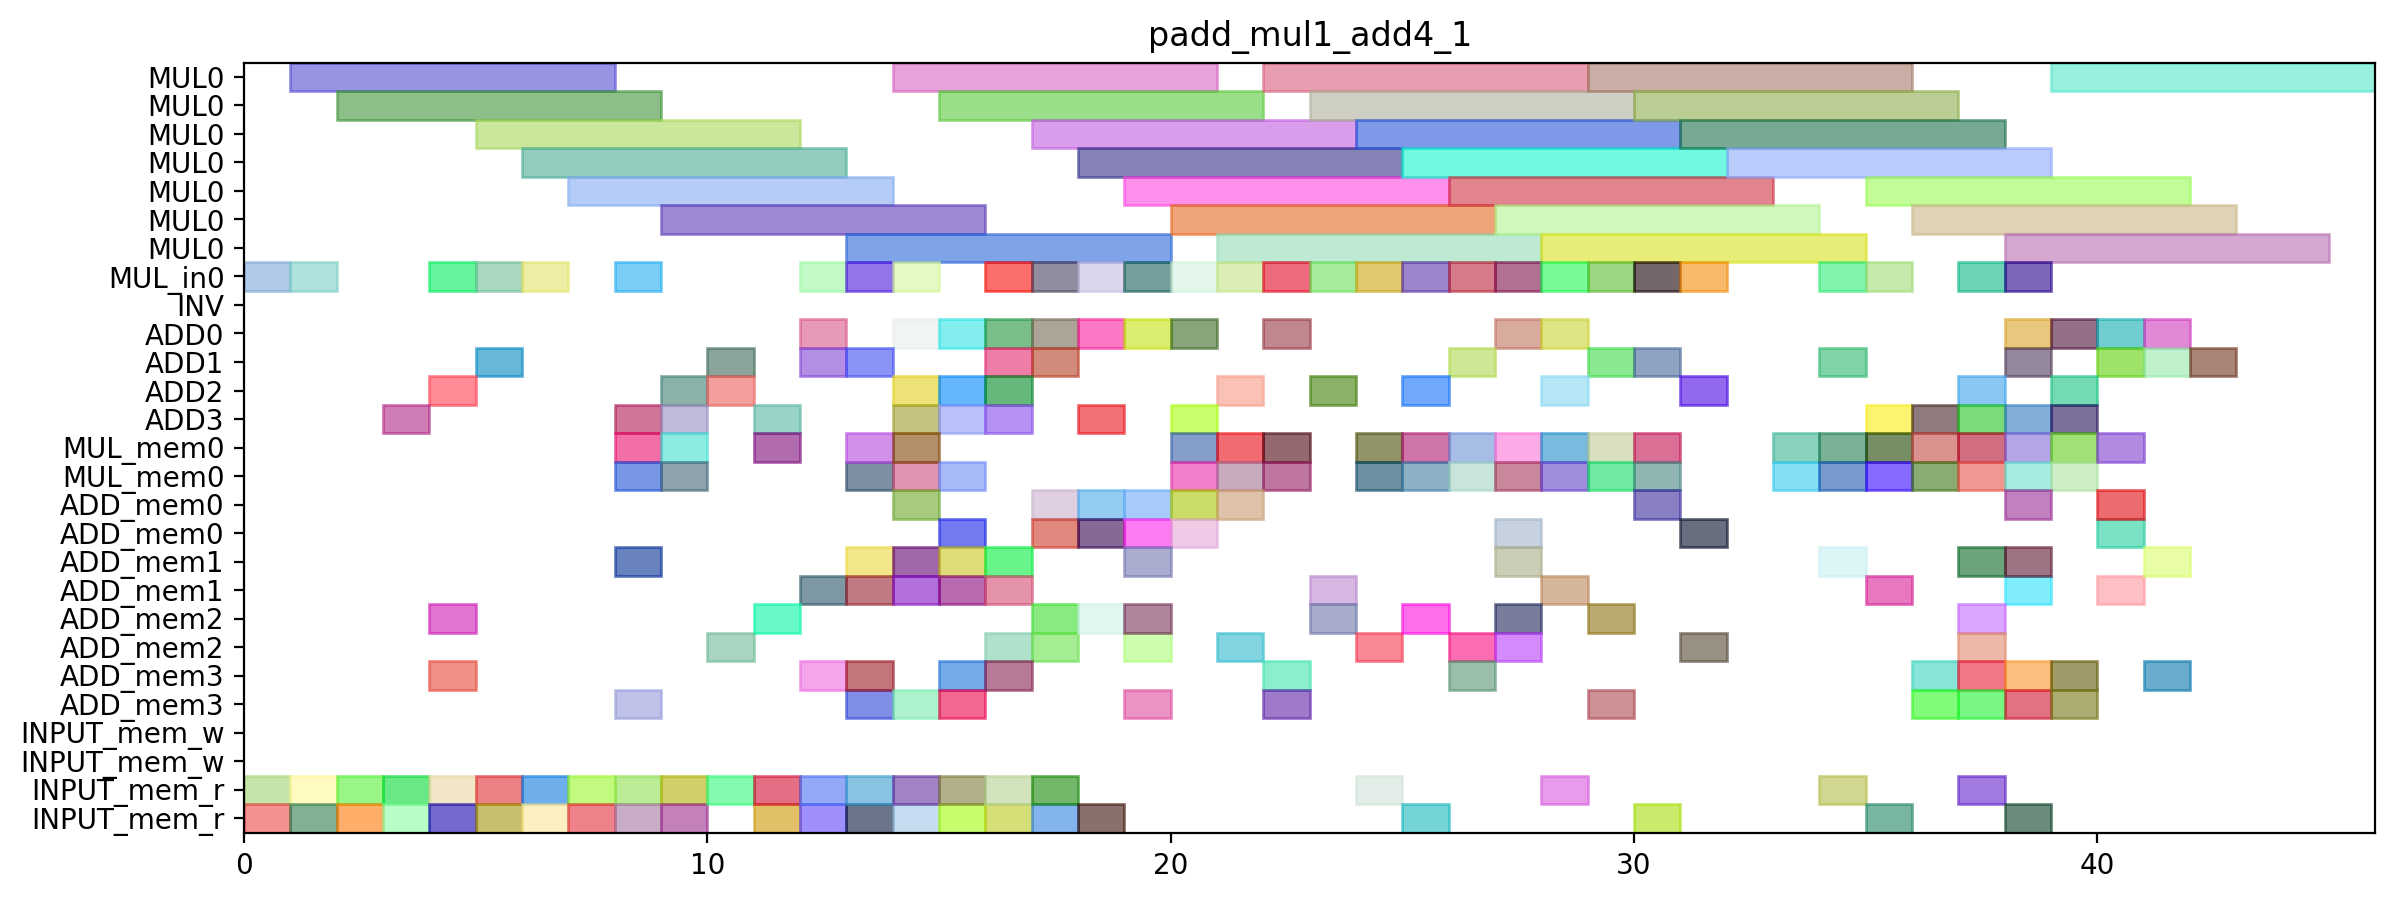 padd_mul1_add4_1
MUL0
MUL0
MUL0
MUL0
MUL0
MUL0
MUL0
MUL_in0
INV
ADD0
ADD1
ADD2
ADD3
MUL_mem0
MUL_mem0
ADD_mem0
ADD_mem0
ADD_mem1
ADD_mem1
ADD_mem2
ADD_mem2
ADD_mem3
ADD_mem3
INPUT_mem_w
INPUT_mem_w
INPUT_mem_r
INPUT_mem_r
0 10 20 30 40